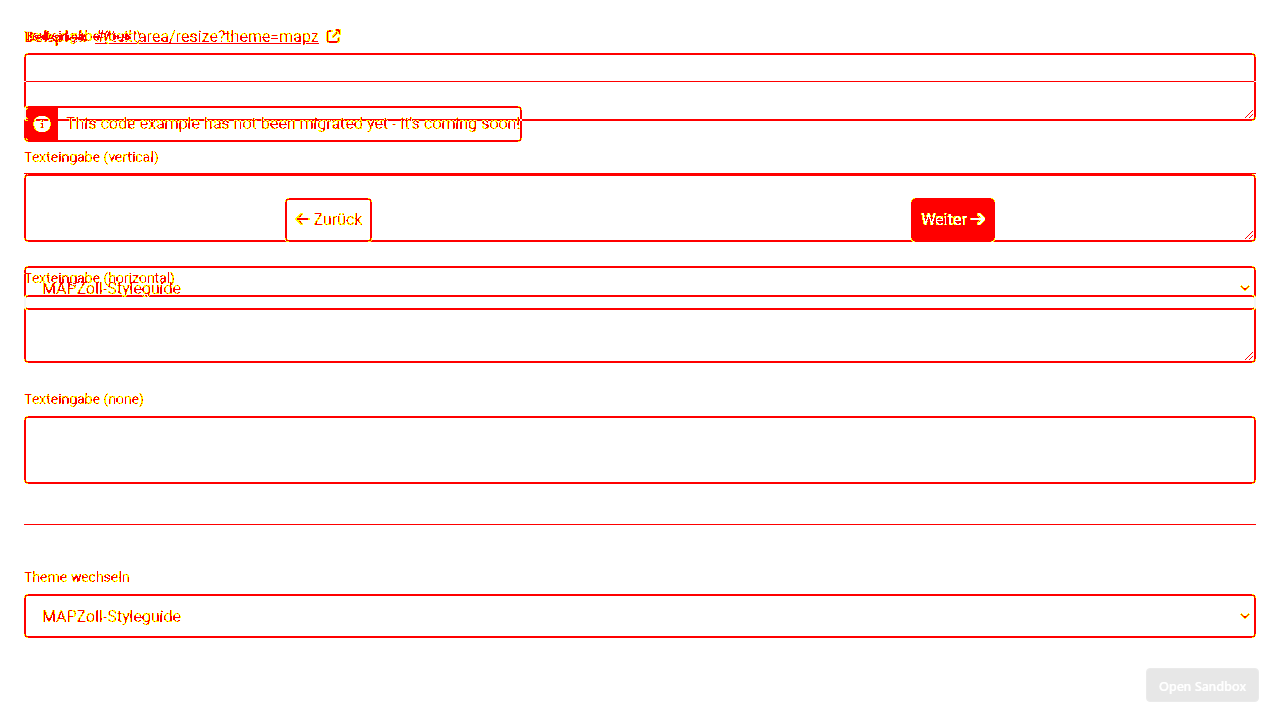 #/textarea/resize?theme=mapz
This code example has not been migrated yet - it's coming soon!
Texteingabe (vertical)
← Zurück
Weiter →
Texteingabe (horizontal)
MAPZoll-Styleguide
Texteingabe (none)
Theme wechseln
MAPZoll-Styleguide
Open Sandbox